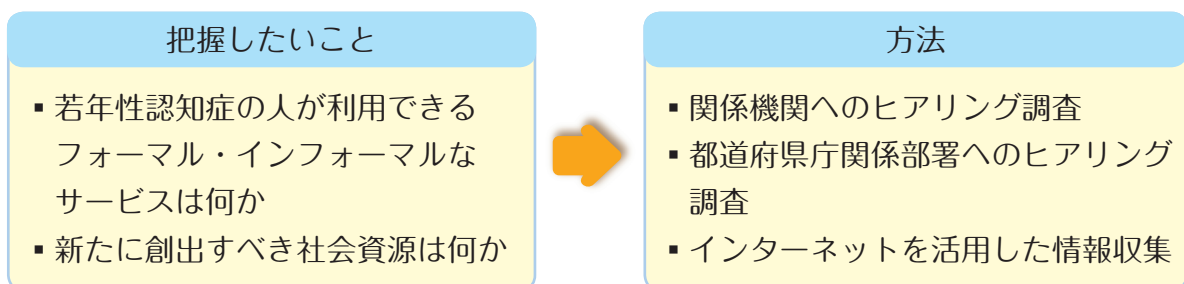 把握したいこと
▪若年性認知症の人が利用できる
フォーマル・インフォーマルな
サービスは何か
▪新たに創出すべき社会資源は何か
方法
▪関係機関へのヒアリング調査
▪都道府県庁関係部署へのヒアリング
調査
▪インターネットを活用した情報収集